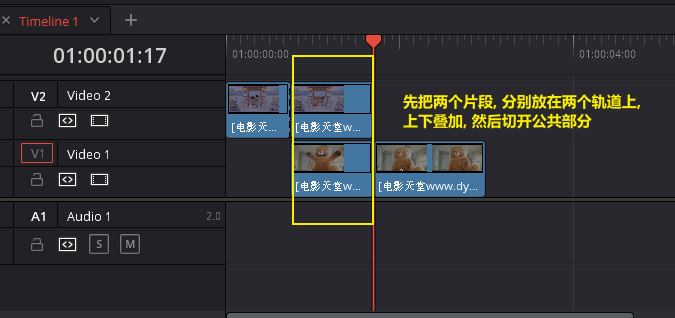 Timeline 1
01:00:01:17
01:00:00:00
01:00:04:00
V2 Video 2
[电影天堂
[电影天堂w...
先把两个片段, 分别放在两个轨道上,
上下叠加, 然后切开公共部分
V1 Video 1
[电影天堂w...
[电影天堂www.dy...
A1 Audio 1 2.0
S M